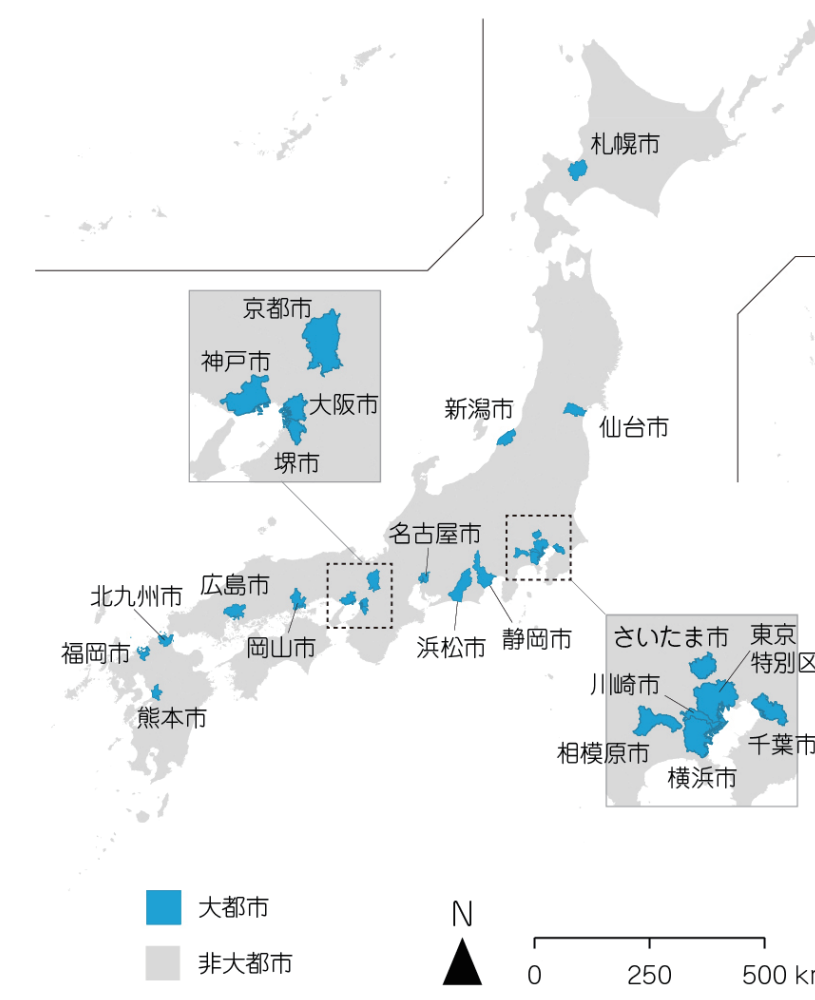 札幌市
京都市
神戸市
大阪市
堺市
新潟市
仙台市
名古屋市
北九州市
広島市
福岡市
岡山市
浜松市
静岡市
熊本市
さいたま市
東京
特別区
川崎市
相模原市
千葉市
横浜市
大都市
非大都市
N
0 250 500 km